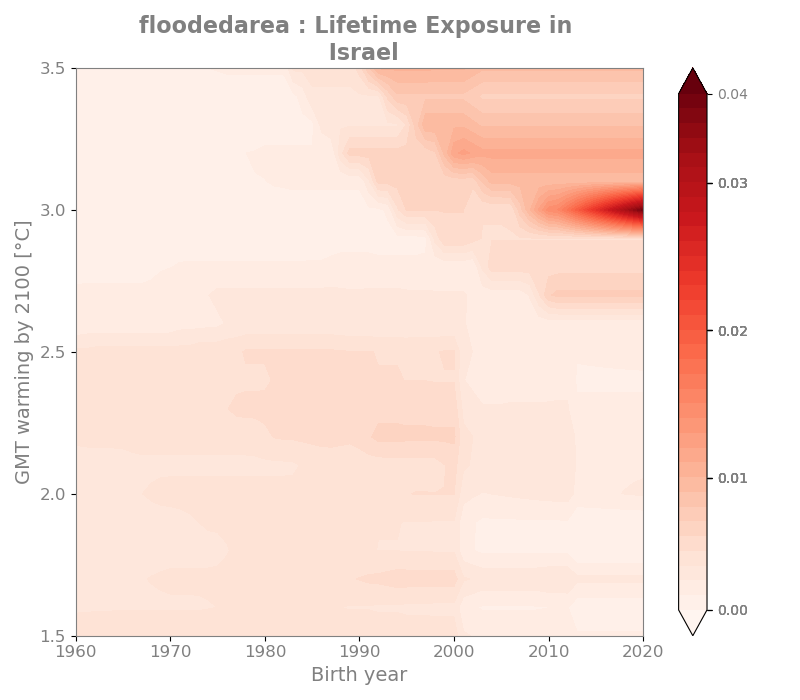 floodedarea : Lifetime Exposure in
Israel
3.5
3.0
2.5
2.0
1.5
GMT warming by 2100 [°C]
1960 1970 1980 1990 2000 2010 2020
Birth year
0.04
0.03
0.02
0.01
0.00